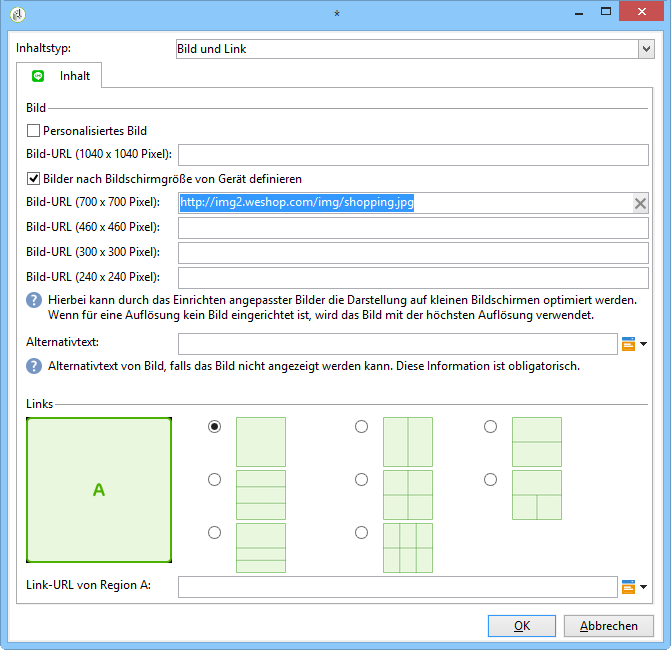 *
Inhaltstyp: Bild und Link
Inhalt
Bild
Personalisiertes Bild
Bild-URL (1040 x 1040 Pixel):
Bilder nach Bildschirmgröße von Gerät definieren
Bild-URL (700 x 700 Pixel): http://img2.weshop.com/img/shopping.jpg
Bild-URL (460 x 460 Pixel):
Bild-URL (300 x 300 Pixel):
Bild-URL (240 x 240 Pixel):
Hierbei kann durch das Einrichten angepasster Bilder die Darstellung auf kleinen Bildschirmen optimiert werden.
Wenn für eine Auflösung kein Bild eingerichtet ist, wird das Bild mit der höchsten Auflösung verwendet.
Alternativtext:
Alternativtext von Bild, falls das Bild nicht angezeigt werden kann. Diese Information ist obligatorisch.
Links
A
Link-URL von Region A:
OK Abbrechen